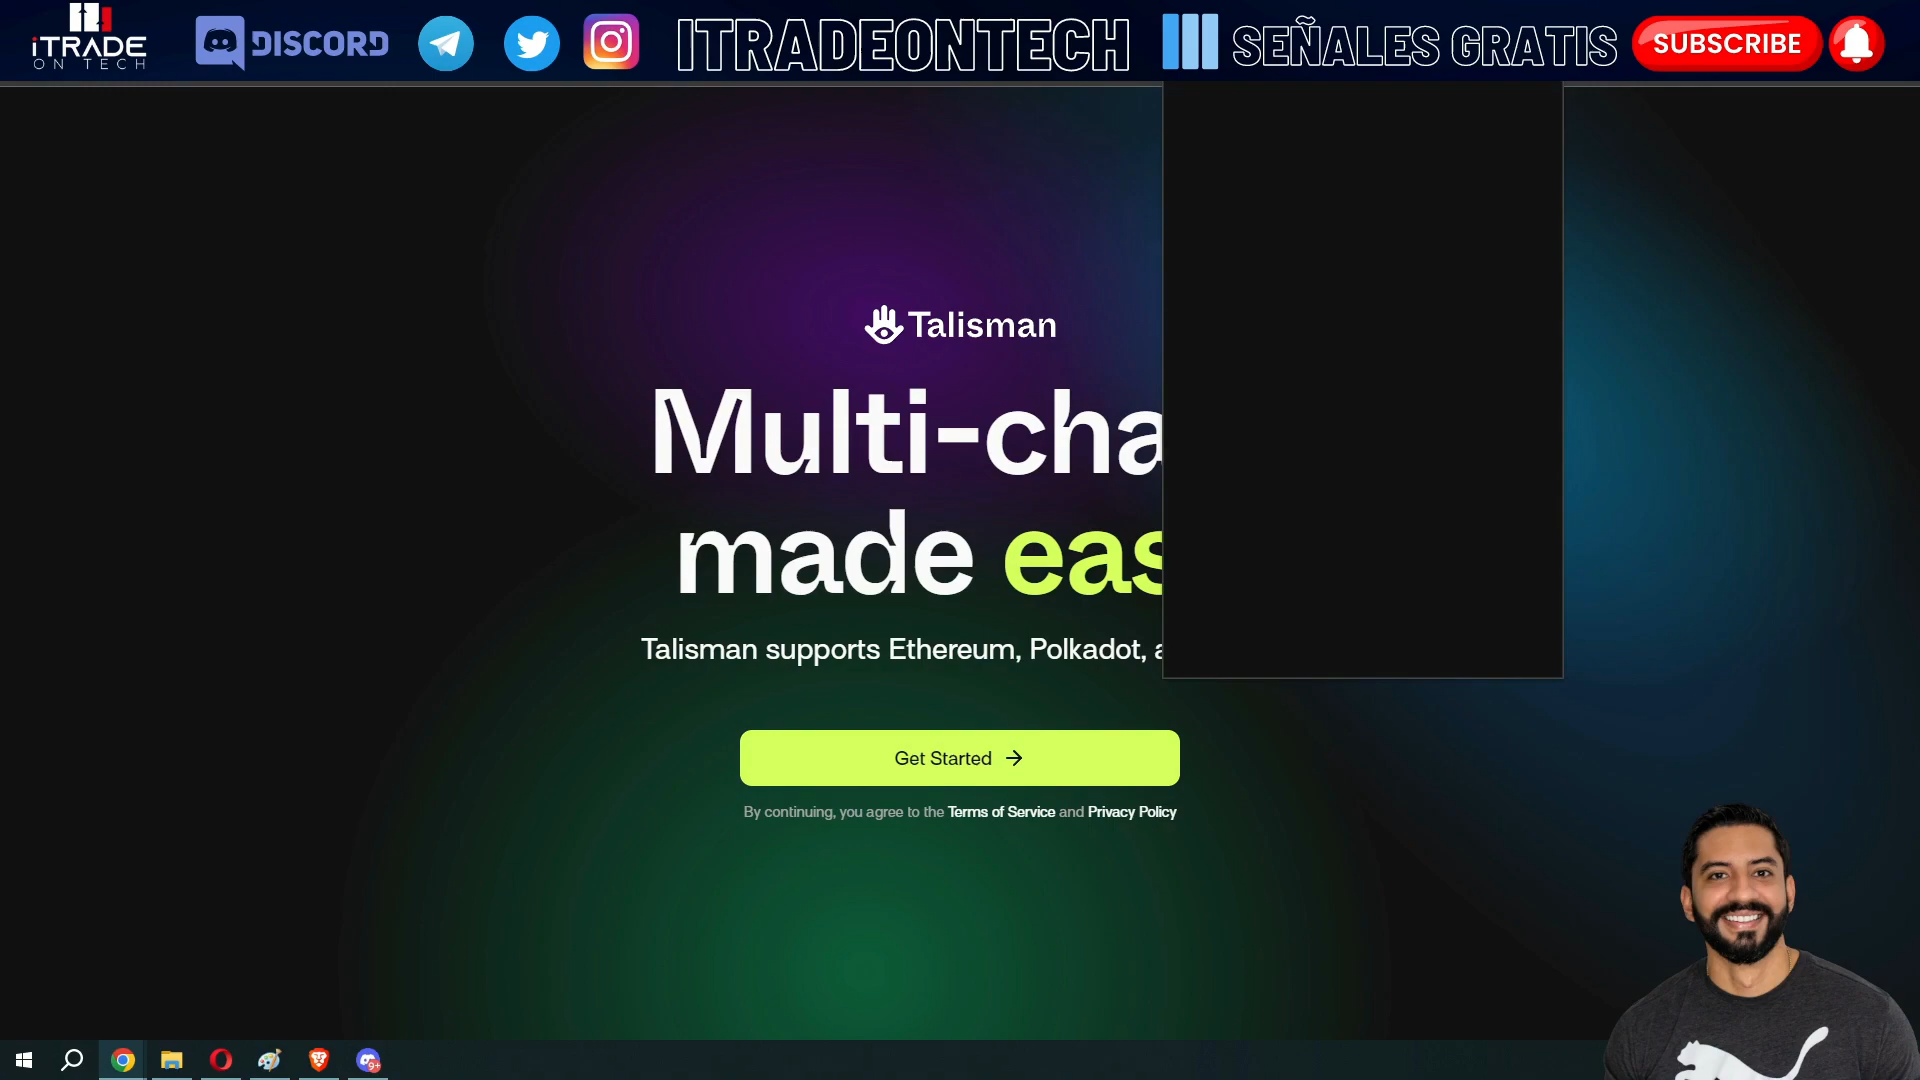 iTRADE
ON TECH
DISCORD
ITRADEONTECH
SEÑALES GRATIS
SUBSCRIBE
Talisman
Multi-cha
made eas
Talisman supports Ethereum, Polkadot, a
Get Started
By continuing, you agree to the Terms of Service and Privacy Policy
9+